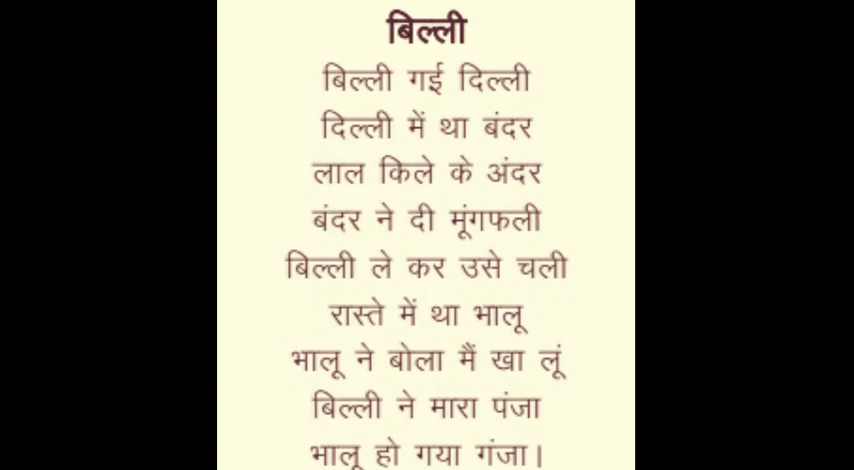 बिल्ली
बिल्ली गई दिल्ली
दिल्ली में था बंदर
लाल किले के अंदर
बंदर ने दी मूंगफली
बिल्ली ले कर उसे चली
रास्ते में था भालू
भालू ने बोला मैं खा लूं
बिल्ली ने मारा पंजा
भालू हो गया गंजा।